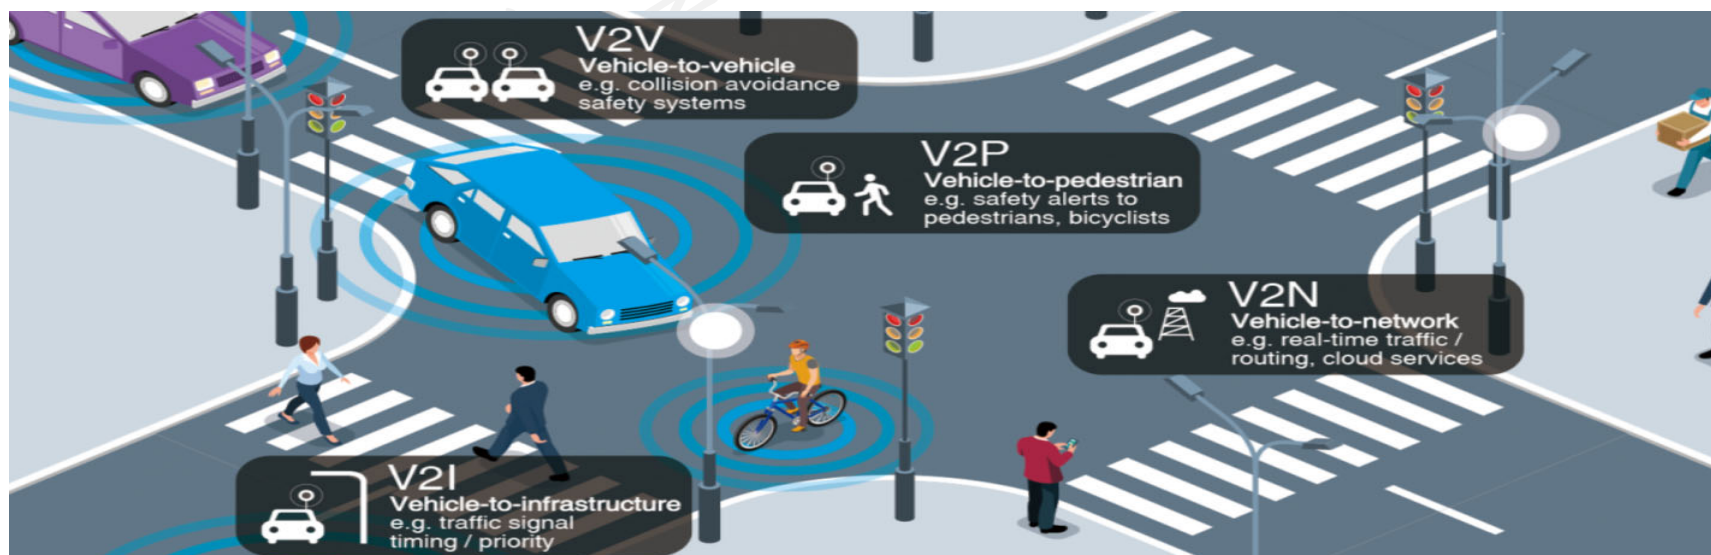 V2V
Vehicle-to-vehicle
e.g. collision avoidance
safety systems
V2P
Vehicle-to-pedestrian
e.g. safety alerts to
pedestrians, bicyclists
V2N
Vehicle-to-network
e.g. real-time traffic /
routing, cloud services
V2I
Vehicle-to-infrastructure
e.g. traffic signal
timing / priority